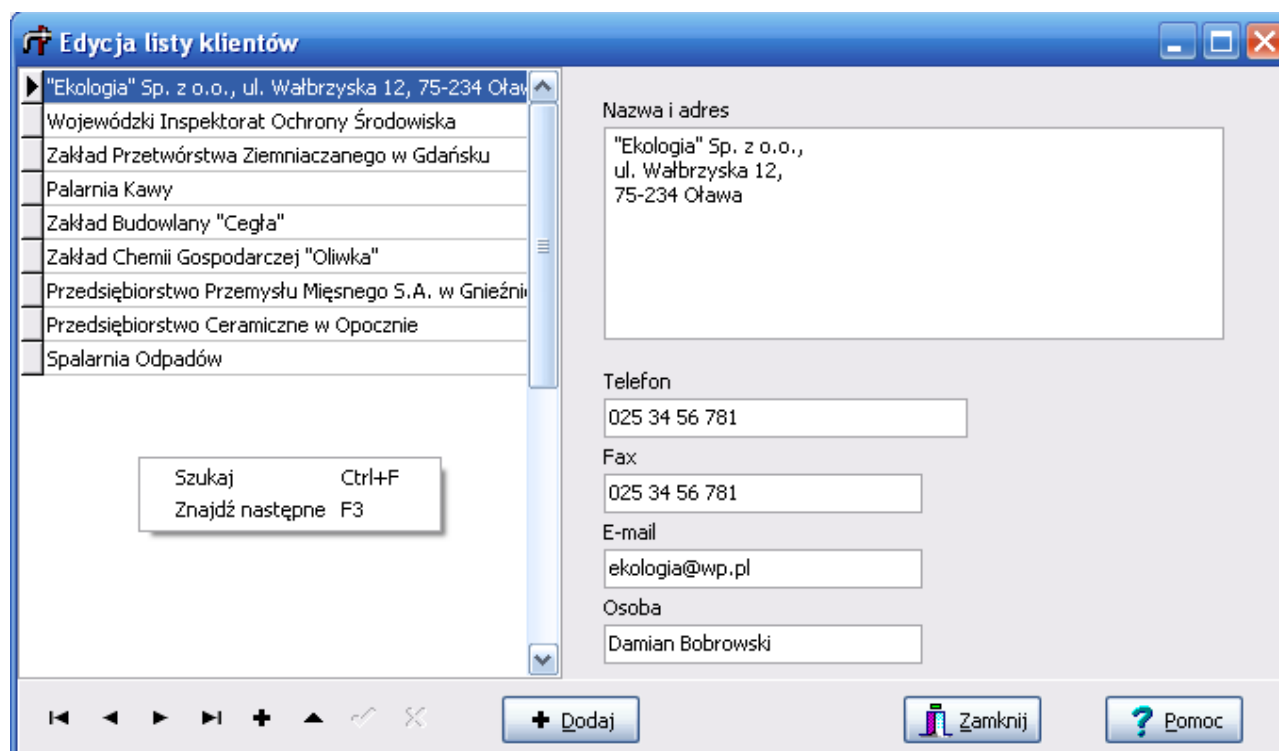 Edycja listy klientów
"Ekologia" Sp. z o.o., ul. Wałbrzyska 12, 75-234 Oław
Wojewódzki Inspektorat Ochrony Środowiska
Zakład Przetwórstwa Ziemniaczanego w Gdańsku
Palarnia Kawy
Zakład Budowlany "Cegła"
Zakład Chemii Gospodarczej "Oliwka"
Przedsiębiorstwo Przemysłu Mięsnego S.A. w Gnieźni
Przedsiębiorstwo Ceramiczne w Opocznie
Spalarnia Odpadów
Szukaj Ctrl+F
Znajdź następne F3
Nazwa i adres
"Ekologia" Sp. z o.o.,
ul. Wałbrzyska 12,
75-234 Oława
Telefon
025 34 56 781
Fax
025 34 56 781
E-mail
ekologia@wp.pl
Osoba
Damian Bobrowski
Dodaj
Zamknij
Pomoc